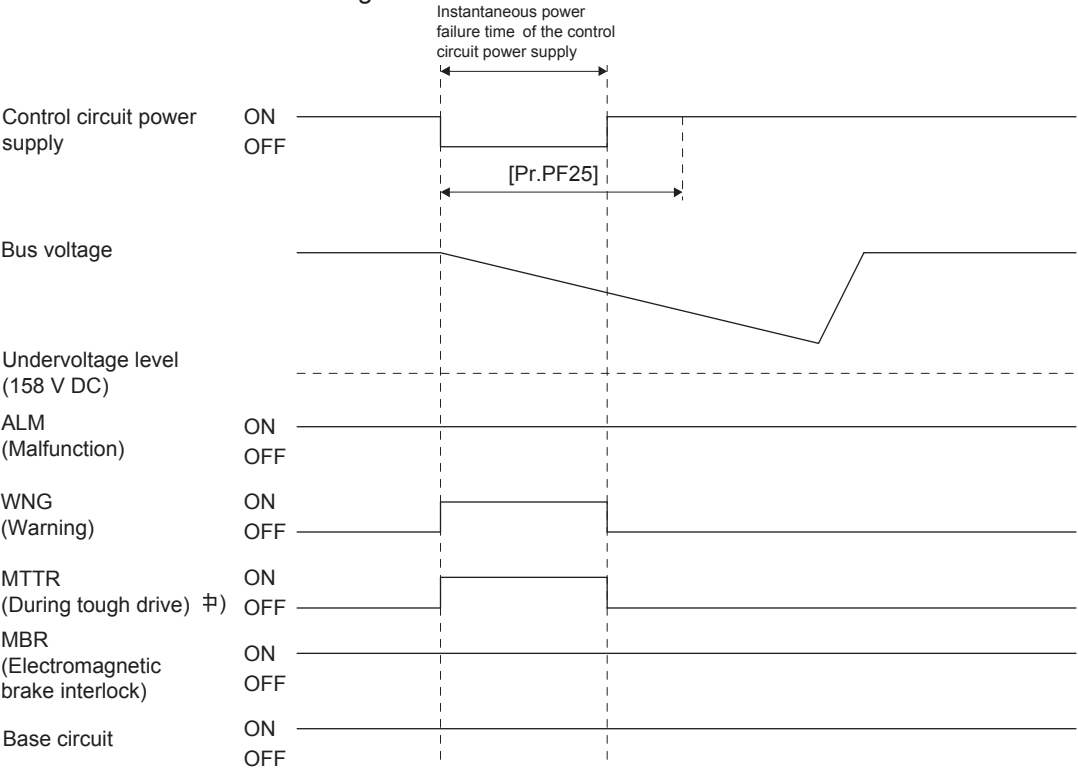 Instantaneous power
failure time of the control
circuit power supply
Control circuit power
supply
ON
OFF
[Pr.PF25]
Bus voltage
Undervoltage level
(158 V DC)
ALM
(Malfunction)
ON
OFF
WNG
(Warning)
ON
OFF
MTTR
(During tough drive)
ON
OFF
MBR
(Electromagnetic
brake interlock)
ON
OFF
Base circuit
ON
OFF